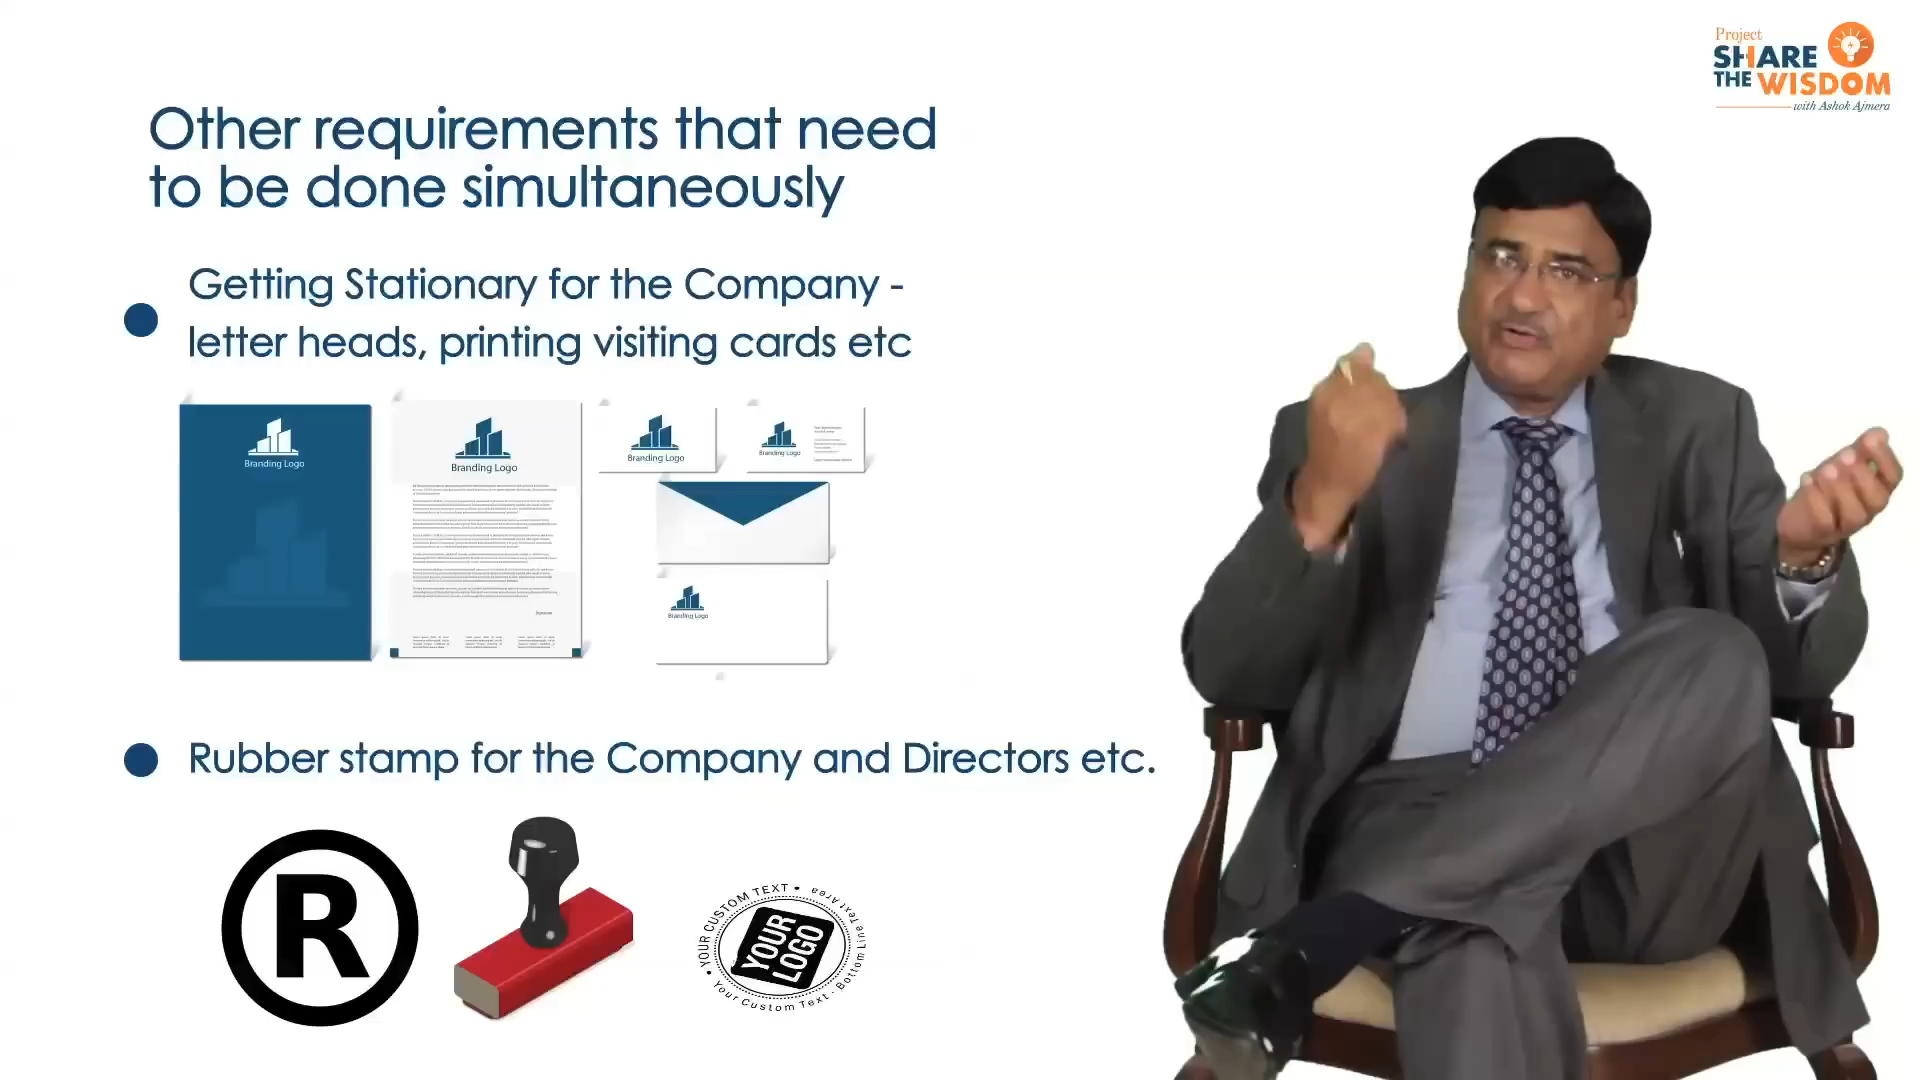 Project
SHARE
THE WISDOM
with Ashok Ajmera
Other requirements that need
to be done simultaneously
Getting Stationary for the Company -
letter heads, printing visiting cards etc
Branding Logo
Branding Logo
Branding Logo
Branding Logo
Branding Logo
Rubber stamp for the Company and Directors etc.
R
• YOUR CUSTOM TEXT •
YOUR
LOGO
Your Custom Text - Bottom Line Text Area